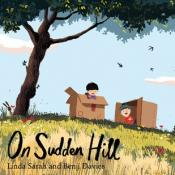 On Sudden Hill
Linda Sarah and Benji Davies